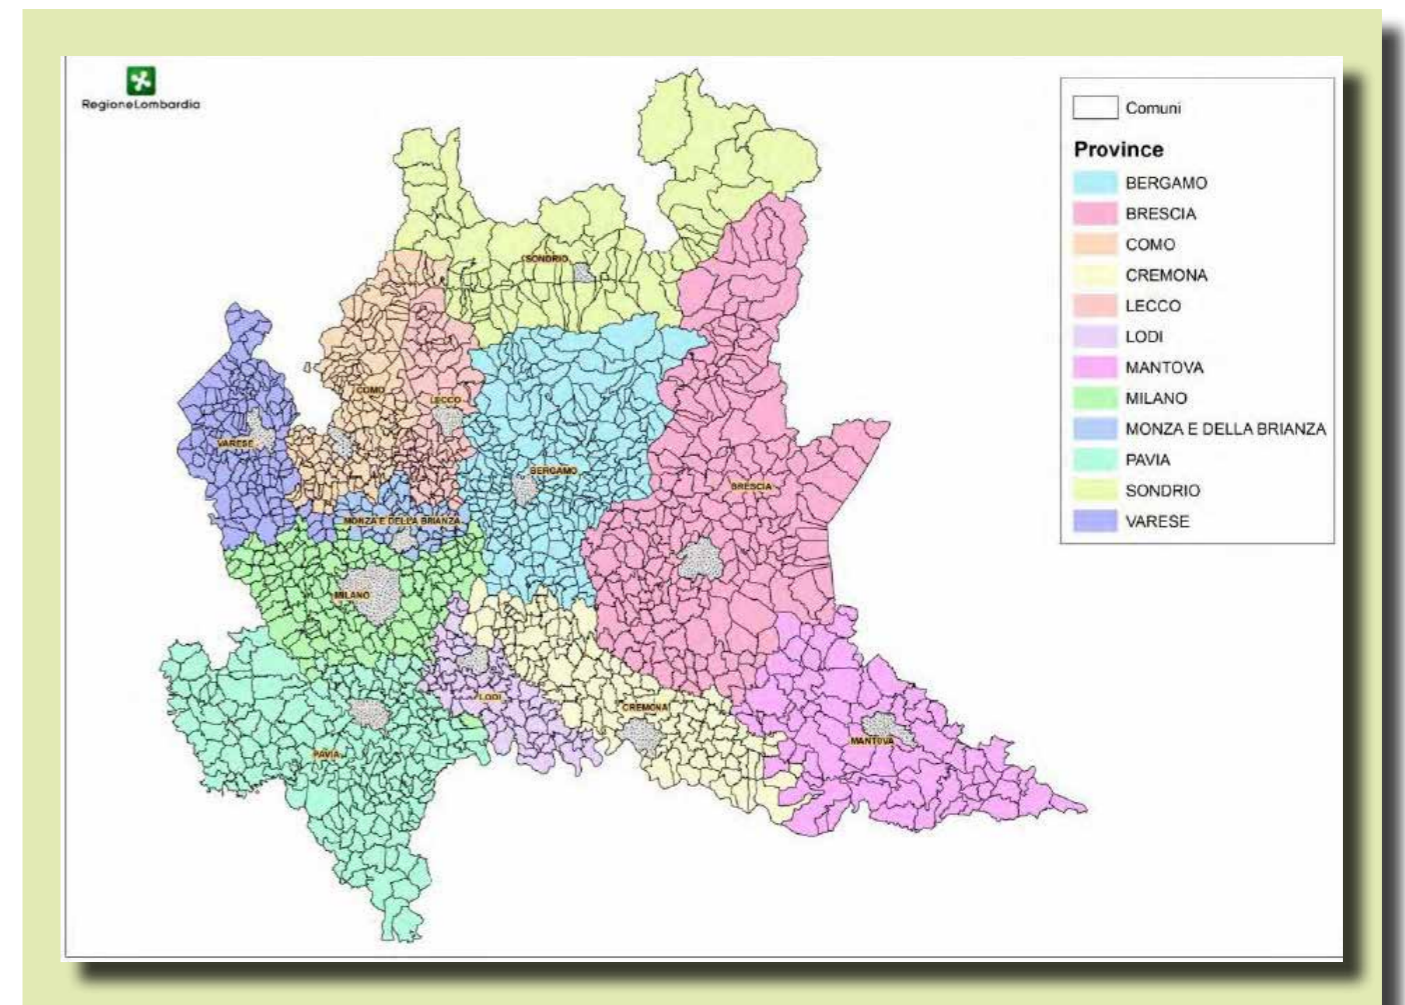 RegioneLombardia
Comuni
Province
BERGAMO
BRESCIA
COMO
CREMONA
LECCO
LODI
MANTOVA
MILANO
MONZA E DELLA BRIANZA
PAVIA
SONDRIO
VARESE
SONDRIO
COMO
LECCO
VARESE
BERGAMO
BRESCIA
MONZA E DELLA BRIANZA
MILANO
LODI
CREMONA
MANTOVA
PAVIA